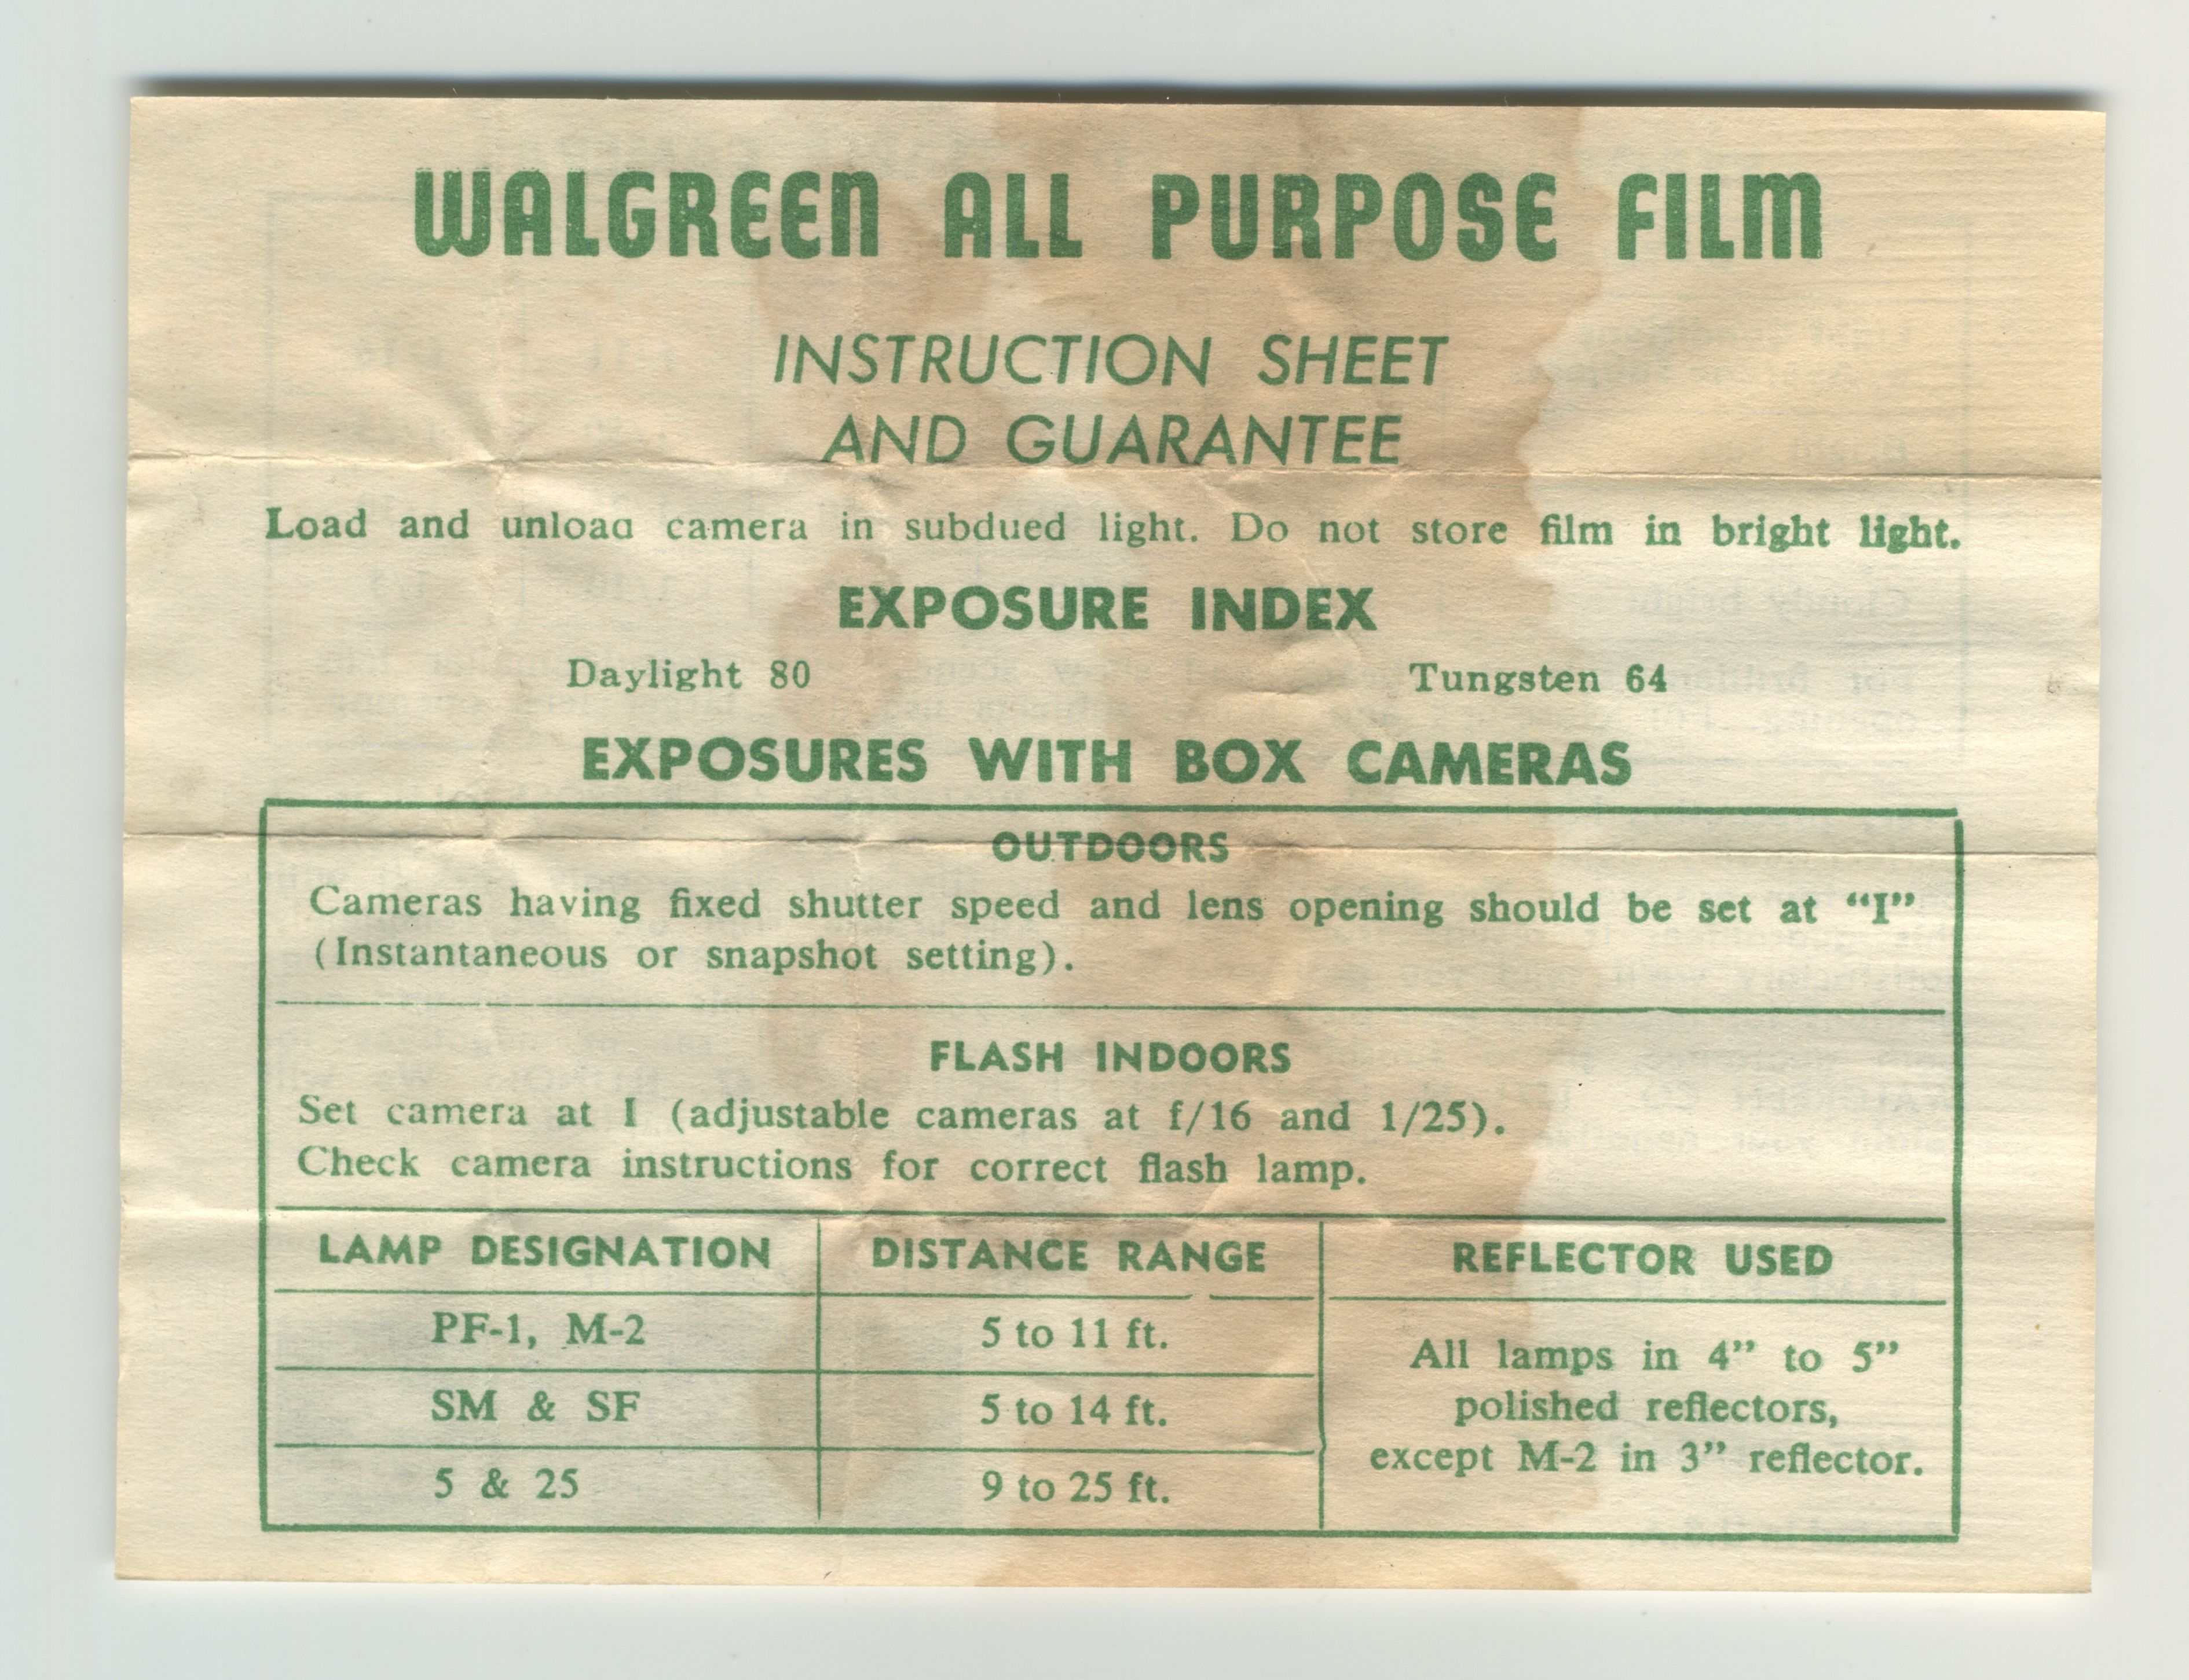 WALGREEN ALL PURPOSE FILM
INSTRUCTION SHEET
AND GUARANTEE
Load and unload camera in subdued light. Do not store film in bright light.
EXPOSURE INDEX
Daylight 80 Tungsten 64
EXPOSURES WITH BOX CAMERAS
OUTDOORS
Cameras having fixed shutter speed and lens opening should be set at “I”
(Instantaneous or snapshot setting).
FLASH INDOORS
Set camera at I (adjustable cameras at f/16 and 1/25).
Check camera instructions for correct flash lamp.
LAMP DESIGNATION DISTANCE RANGE REFLECTOR USED
PF-1, M-2 5 to 11 ft.
SM & SF 5 to 14 ft.
5 & 25 9 to 25 ft.
All lamps in 4” to 5”
polished reflectors,
except M-2 in 3” reflector.